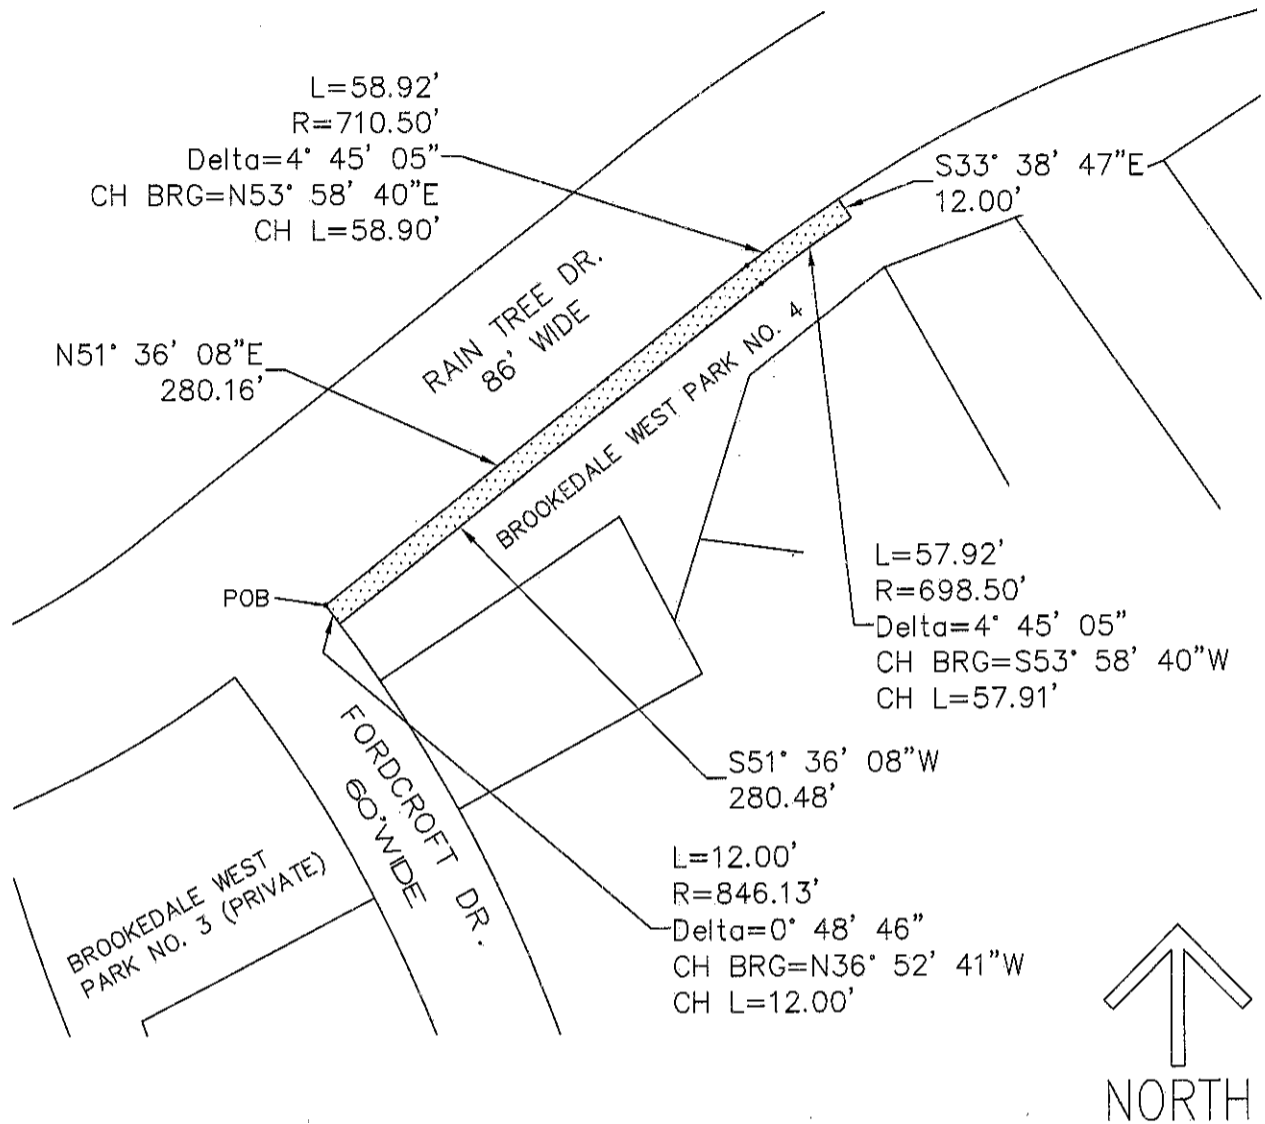 L=58.92'
R=710.50'
Delta=4° 45' 05"
CH BRG=N53° 58' 40"E
CH L=58.90'
S33° 38' 47"E
12.00'
RAIN TREE DR.
86' WIDE
N51° 36' 08"E
280.16'
BROOKEDALE WEST PARK NO. 4
POB
L=57.92'
R=698.50'
Delta=4° 45' 05"
CH BRG=S53° 58' 40"W
CH L=57.91'
S51° 36' 08"W
280.48'
FORDCROFT DR.
60'WIDE
L=12.00'
R=846.13'
Delta=0° 48' 46"
CH BRG=N36° 52' 41"W
CH L=12.00'
BROOKEDALE WEST
PARK NO. 3 (PRIVATE)
NORTH